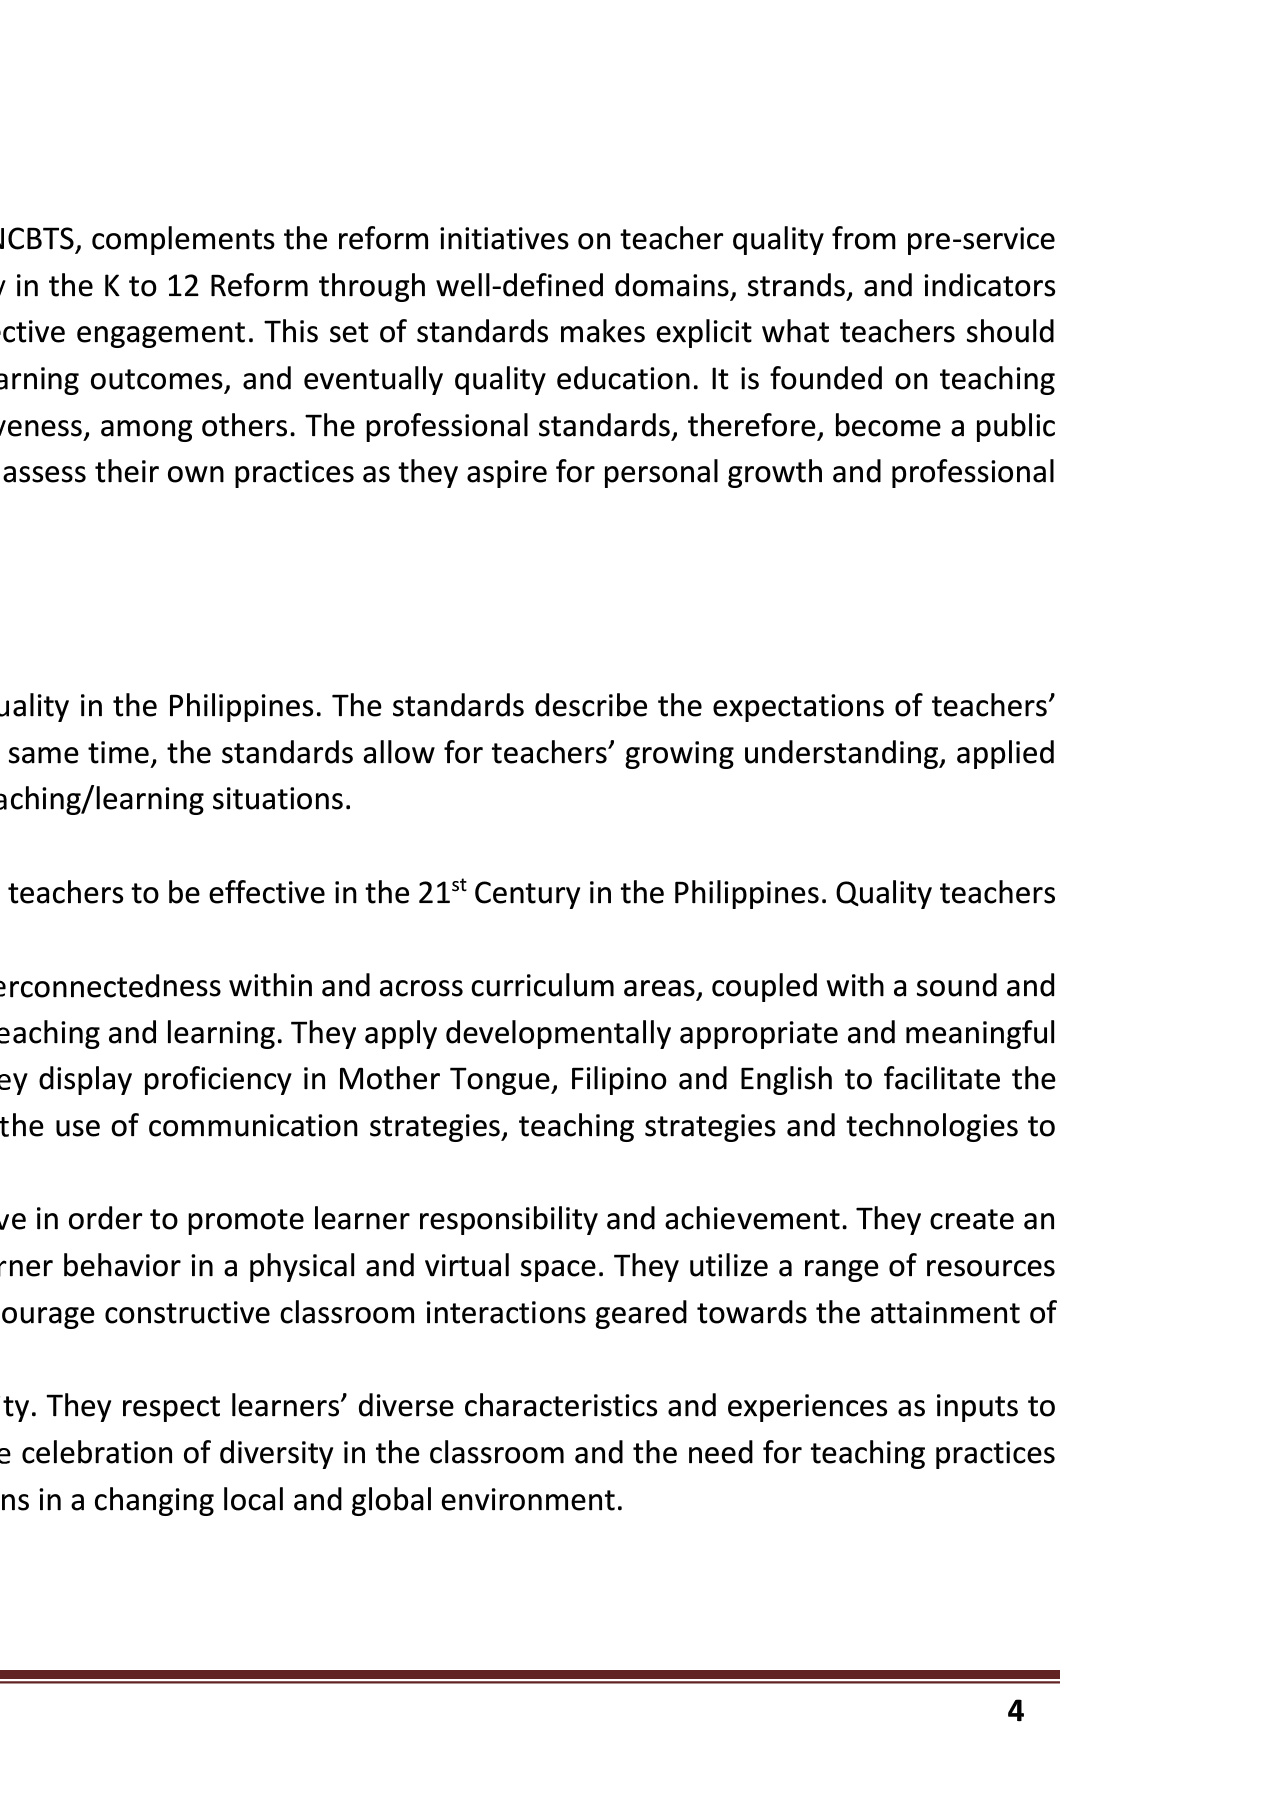 NCBTS, complements the reform initiatives on teacher quality from pre-service
in the K to 12 Reform through well-defined domains, strands, and indicators
ective engagement. This set of standards makes explicit what teachers should
arning outcomes, and eventually quality education. It is founded on teaching
veness, among others. The professional standards, therefore, become a public
assess their own practices as they aspire for personal growth and professional
uality in the Philippines. The standards describe the expectations of teachers’
same time, the standards allow for teachers’ growing understanding, applied
aching/learning situations.
teachers to be effective in the 21st Century in the Philippines. Quality teachers
erconnectedness within and across curriculum areas, coupled with a sound and
eaching and learning. They apply developmentally appropriate and meaningful
ey display proficiency in Mother Tongue, Filipino and English to facilitate the
the use of communication strategies, teaching strategies and technologies to
ve in order to promote learner responsibility and achievement. They create an
rner behavior in a physical and virtual space. They utilize a range of resources
courage constructive classroom interactions geared towards the attainment of
ty. They respect learners’ diverse characteristics and experiences as inputs to
e celebration of diversity in the classroom and the need for teaching practices
ns in a changing local and global environment.
4